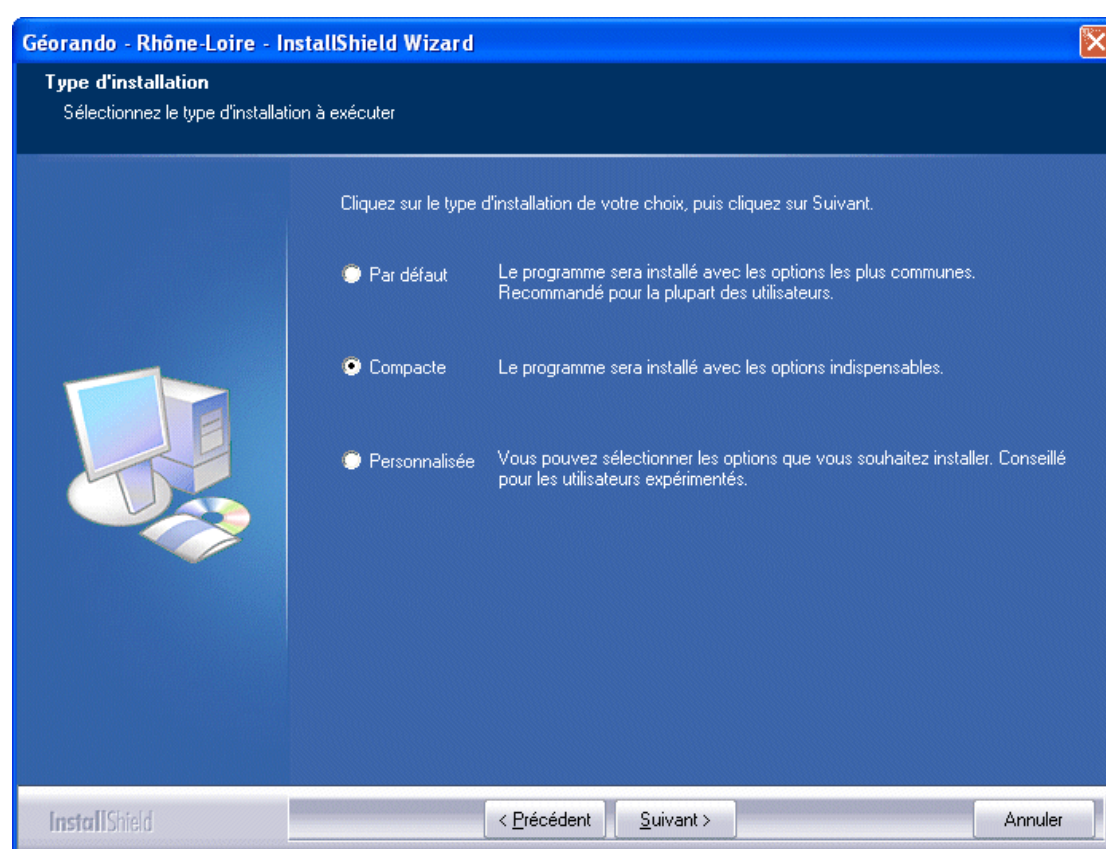 Géorando - Rhône-Loire - InstallShield Wizard
Type d'installation
Sélectionnez le type d'installation à exécuter
Cliquez sur le type d'installation de votre choix, puis cliquez sur Suivant.
Par défaut
Le programme sera installé avec les options les plus communes.
Recommandé pour la plupart des utilisateurs.
Compacte
Le programme sera installé avec les options indispensables.
Personnalisée
Vous pouvez sélectionner les options que vous souhaitez installer. Conseillé
pour les utilisateurs expérimentés.
InstallShield
< Précédent
Suivant >
Annuler